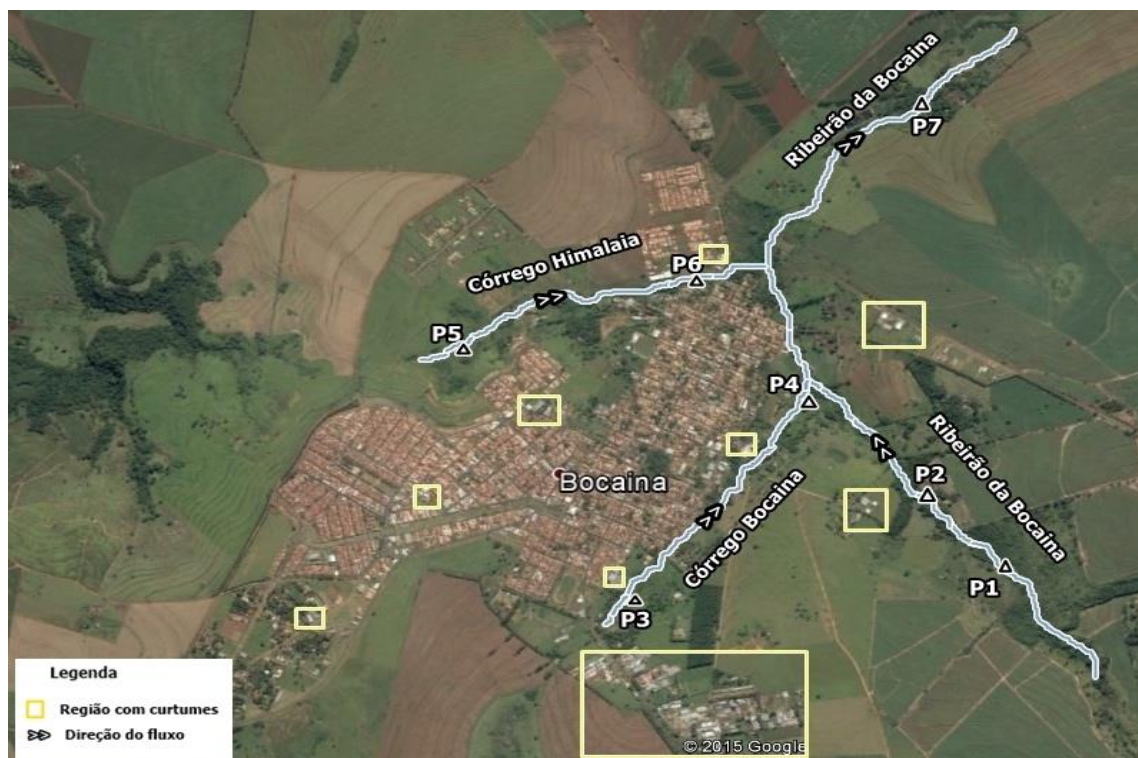 Ribeirão da Bocaina
P7
Córrego Himalaia
P6
P5
P4
Ribeirão da Bocaina
P2
Bocaina
Córrego Bocaina
P1
P3
Legenda
Região com curtumes
Direção do fluxo
© 2015 Google